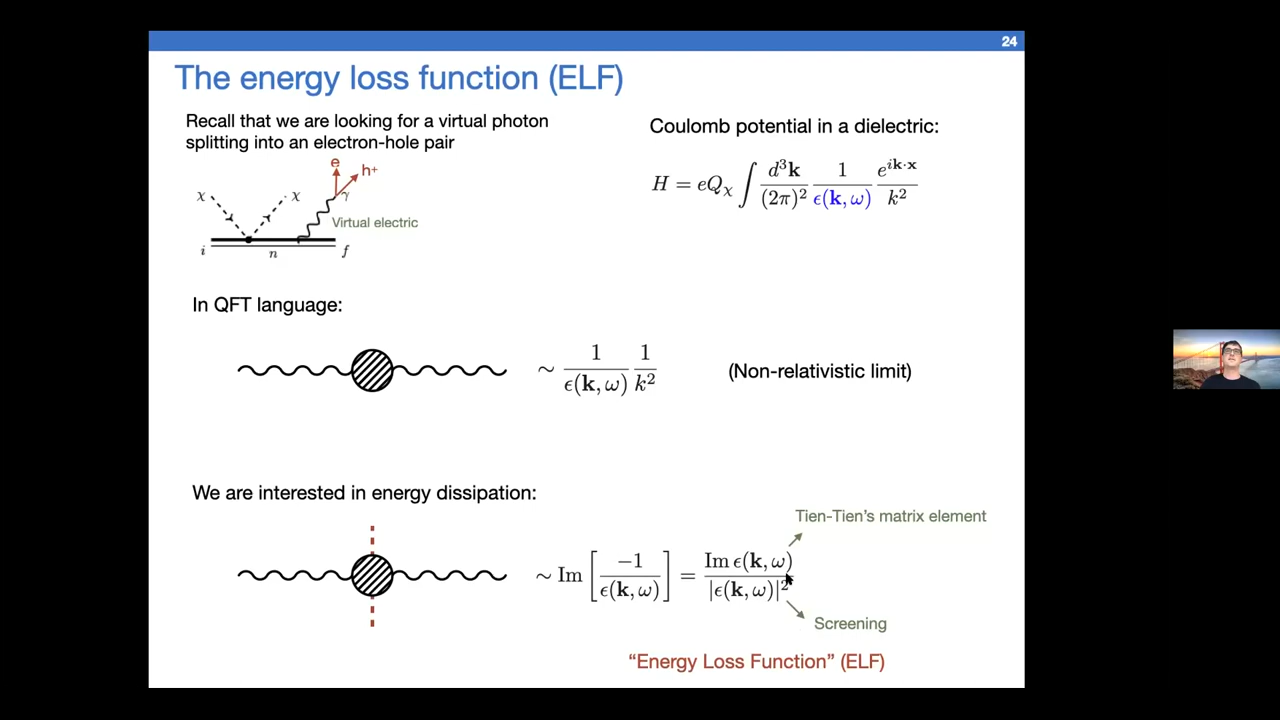 24
The energy loss function (ELF)
Recall that we are looking for a virtual photon
splitting into an electron-hole pair
e
h+
χ
χ
γ
Virtual electric
i
n
f
Coulomb potential in a dielectric:
H = eQ_χ ∫ d³𝐤/(2π)² 1/ϵ(𝐤, ω) e^{i𝐤·𝐱}/k²
In QFT language:
∼ 1/ϵ(𝐤, ω) 1/k²
(Non-relativistic limit)
We are interested in energy dissipation:
Tien-Tien's matrix element
∼ Im [−1/ϵ(𝐤, ω)] = Im ϵ(𝐤, ω)/|ϵ(𝐤, ω)|²
Screening
“Energy Loss Function” (ELF)